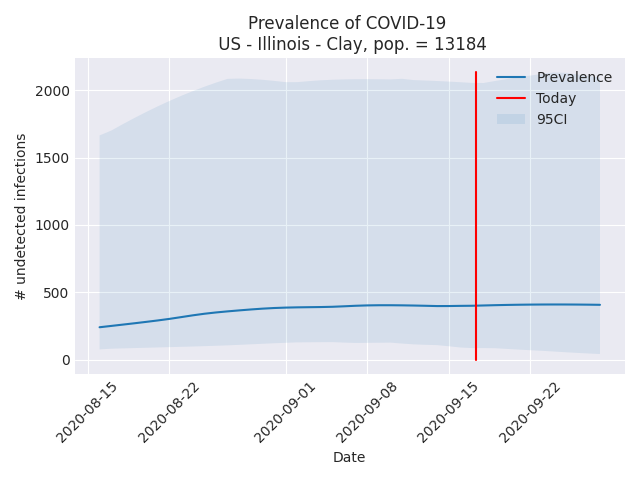 Prevalence of COVID-19
US - Illinois - Clay, pop. = 13184
Prevalence
Today
95CI
# undetected infections
2000
1500
1000
500
0
2020-08-15
2020-08-22
2020-09-01
2020-09-08
2020-09-15
2020-09-22
Date